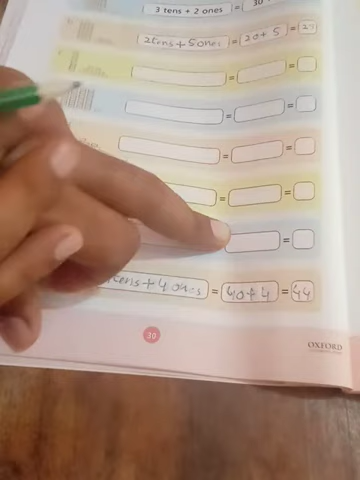 3 tens + 2 ones = 30
2tens+5ones = 20+5 = 25
= =
= =
= =
= =
=
tens+4 ones = 40+4 = 44
30
OXFORD